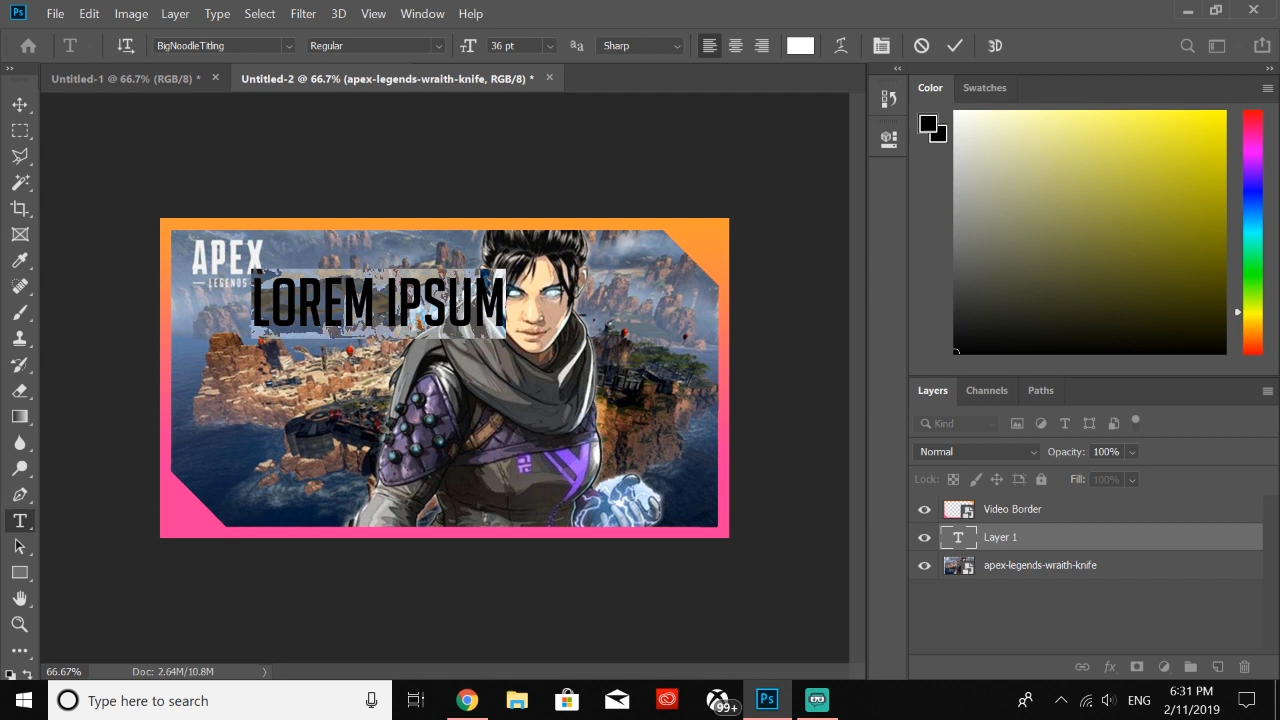 Ps File Edit Image Layer Type Select Filter 3D View Window Help
T BigNoodleTitling Regular 36 pt aa Sharp 3D
Untitled-1 @ 66.7% (RGB/8) * Untitled-2 @ 66.7% (apex-legends-wraith-knife, RGB/8) *
Color Swatches
APEX
LEGENDS
LOREM IPSUM
Layers Channels Paths
Kind
Normal Opacity: 100%
Lock: Fill: 100%
Video Border
T Layer 1
apex-legends-wraith-knife
66.67% Doc: 2.64M/10.8M
Type here to search 99+ Ps ENG 6:31 PM
2/11/2019